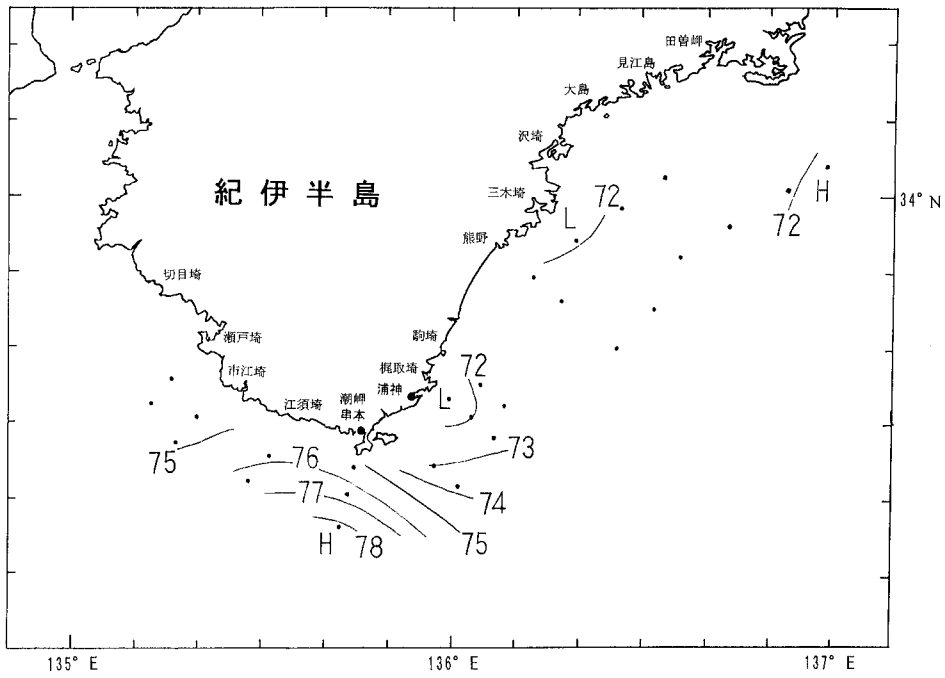 田曽岬
見江島
大島
沢埼
三木埼
72
L
72
H
34° N
紀伊半島
熊野
切目埼
瀬戸埼
駒埼
市江埼
梶取埼
72
浦神
L
江須埼
潮岬
串本
75
76
73
77
74
H
78
75
135° E
136° E
137° E